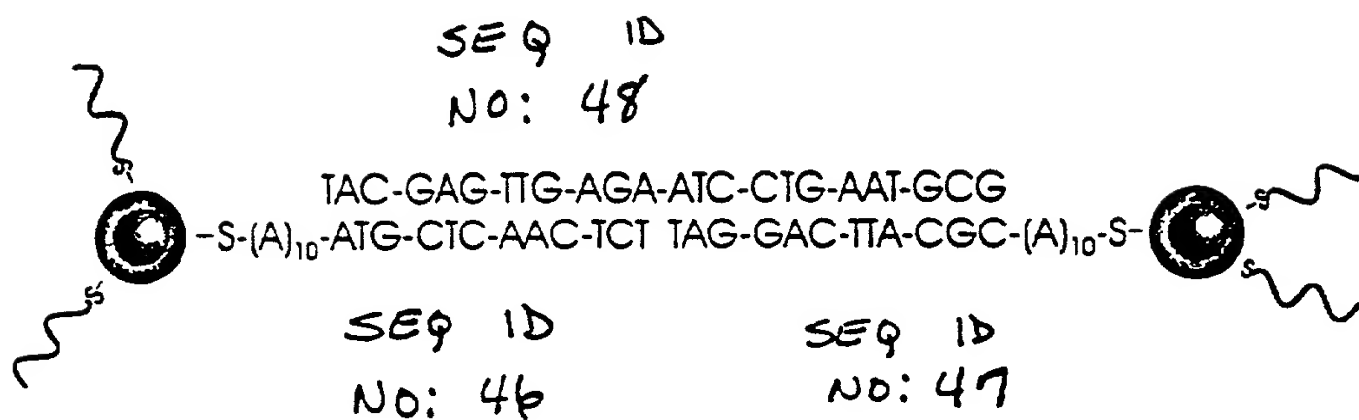 SEQ ID
NO: 48
S
TAC-GAG-TTG-AGA-ATC-CTG-AAT-GCG
S
-S-(A)10-ATG-CTC-AAC-TCT TAG-GAC-TTA-CGC-(A)10-S-
S
S
SEQ ID
NO: 46
SEQ ID
NO: 47